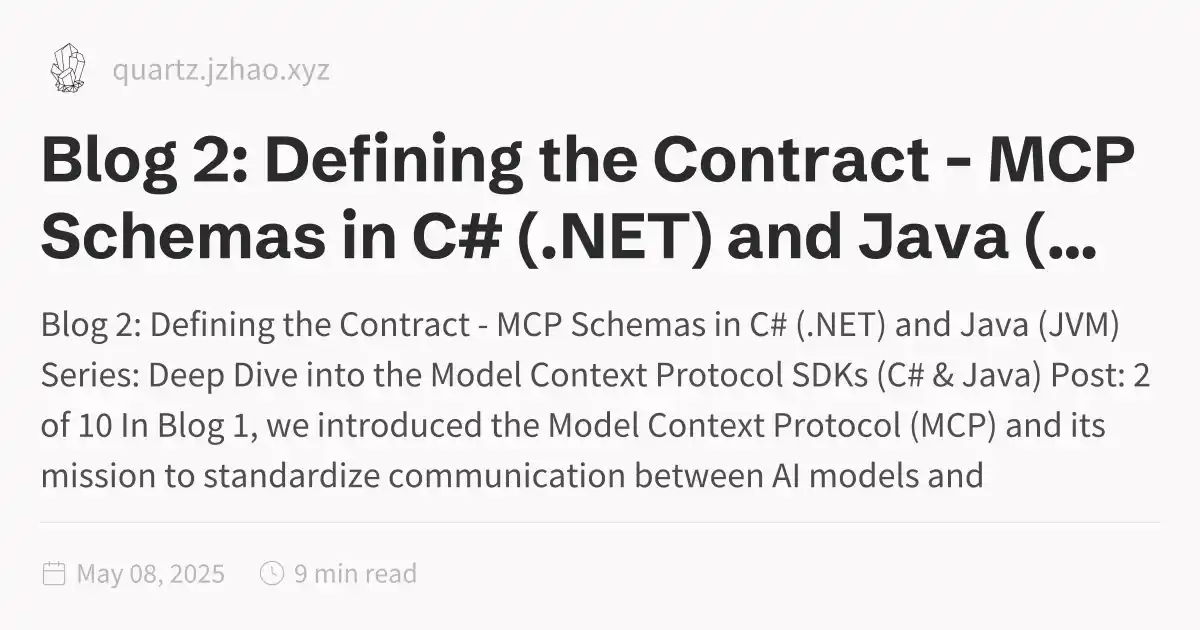 quartz.jzhao.xyz
Blog 2: Defining the Contract - MCP
Schemas in C# (.NET) and Java (...
Blog 2: Defining the Contract - MCP Schemas in C# (.NET) and Java (JVM)
Series: Deep Dive into the Model Context Protocol SDKs (C# & Java) Post: 2
of 10 In Blog 1, we introduced the Model Context Protocol (MCP) and its
mission to standardize communication between AI models and
May 08, 2025 9 min read